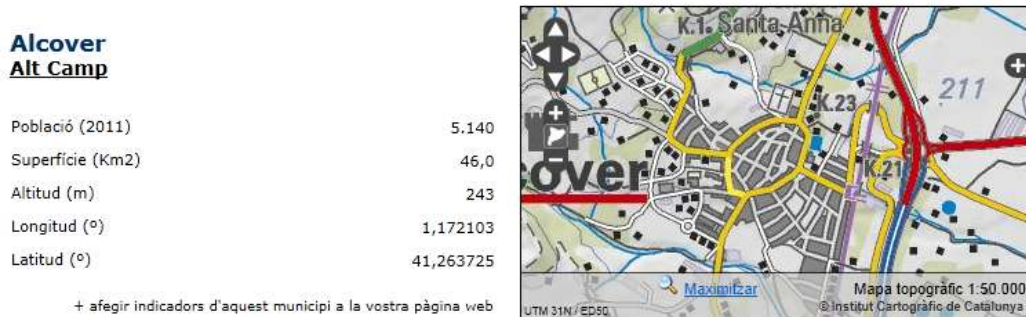 Alcover
Alt Camp
Població (2011) 5.140
Superfície (Km2) 46,0
Altitud (m) 243
Longitud (º) 1,172103
Latitud (º) 41,263725
+ afegir indicadors d'aquest municipi a la vostra pàgina web
K.1. Santa-Anna
211
K.23
over
K.21
Maximitzar
Mapa topogràfic 1:50.000
UTM 31N / ED50
© Institut Cartogràfic de Catalunya